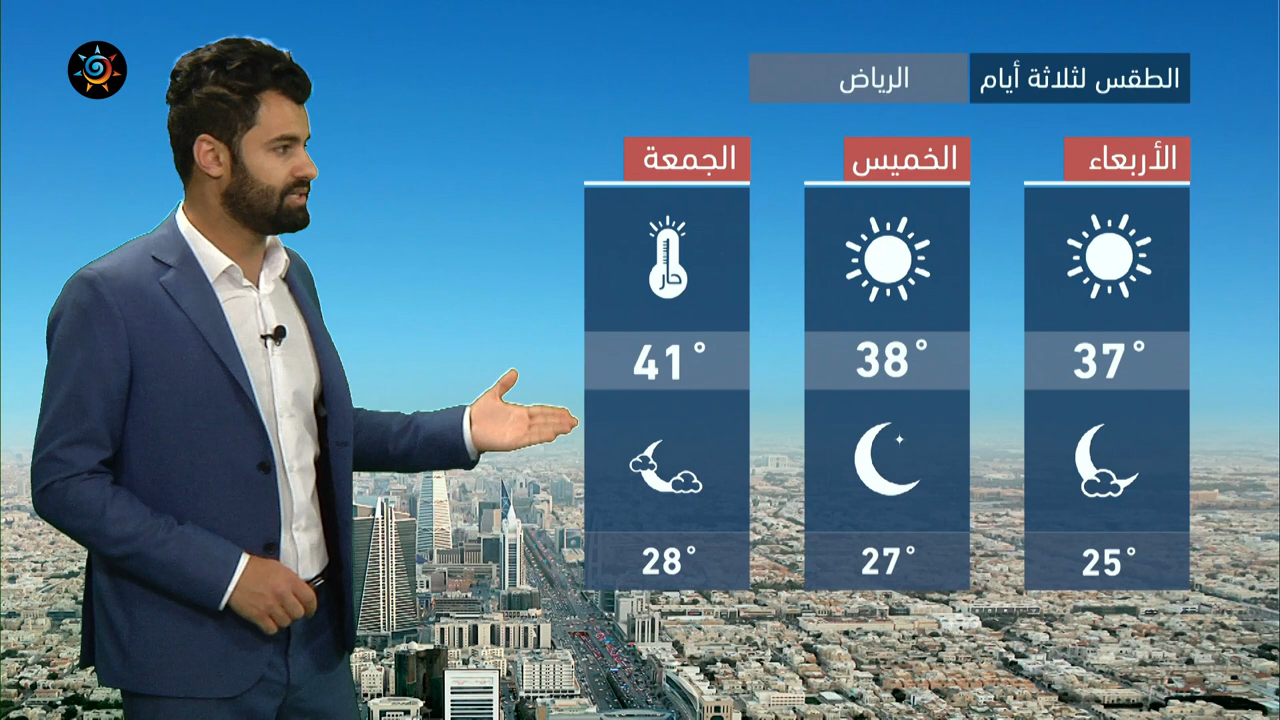 الطقس لثلاثة أيام
الرياض
الأربعاء
الخميس
الجمعة
حار
37°
38°
41°
25°
27°
28°